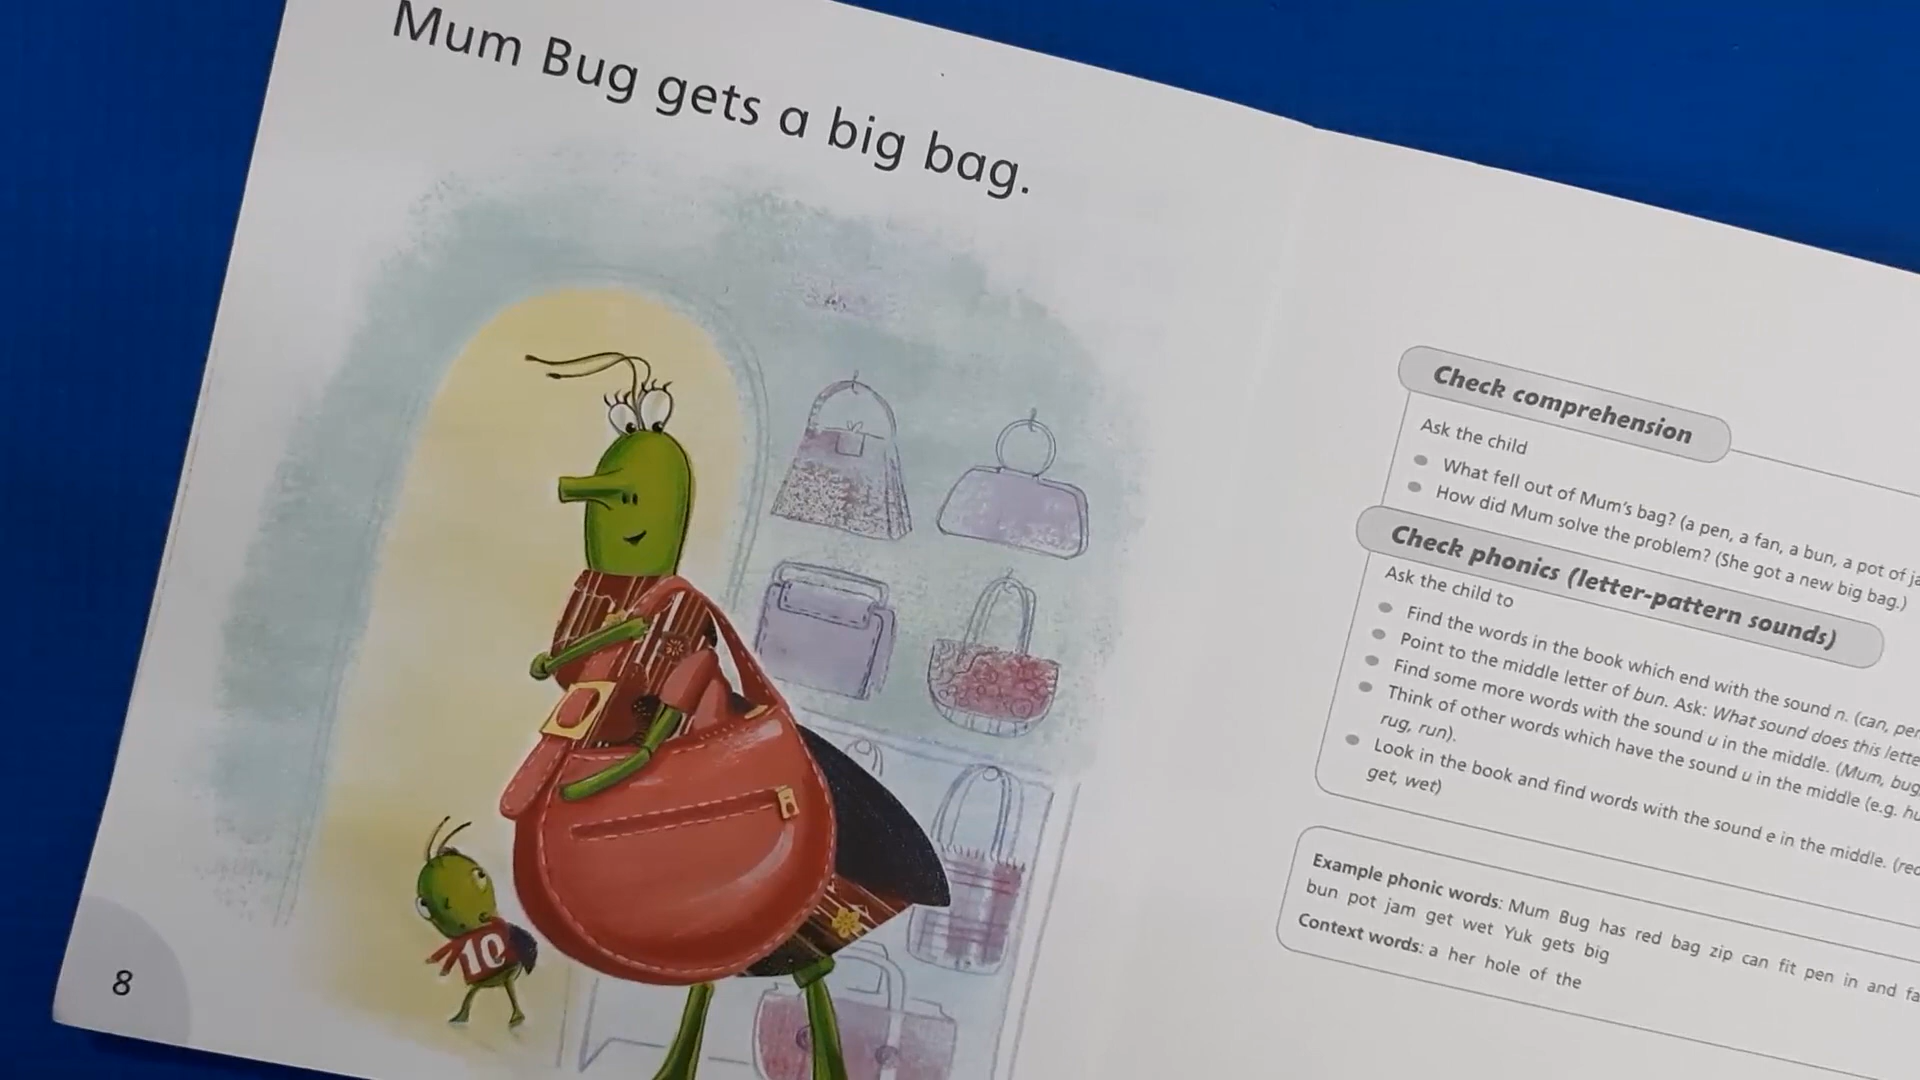 Mum Bug gets a big bag.
10
8
Check comprehension
Ask the child
What fell out of Mum's bag? (a pen, a fan, a bun, a pot of
How did Mum solve the problem? (She got a new big bag.)
Check phonics (letter-pattern sounds)
Ask the child to
Find the words in the book which end with the sound n. (can,
Point to the middle letter of bun. Ask: What sound does this
Find some more words with the sound u in the middle. (Mum, bug
Think of other words which have the sound u in the middle (e.g.
rug, run).
Look in the book and find words with the sound e in the middle.
get, wet)
Example phonic words: Mum Bug has red bag zip can fit pen in and
bun pot jam get wet Yuk gets big
Context words: a her hole of the